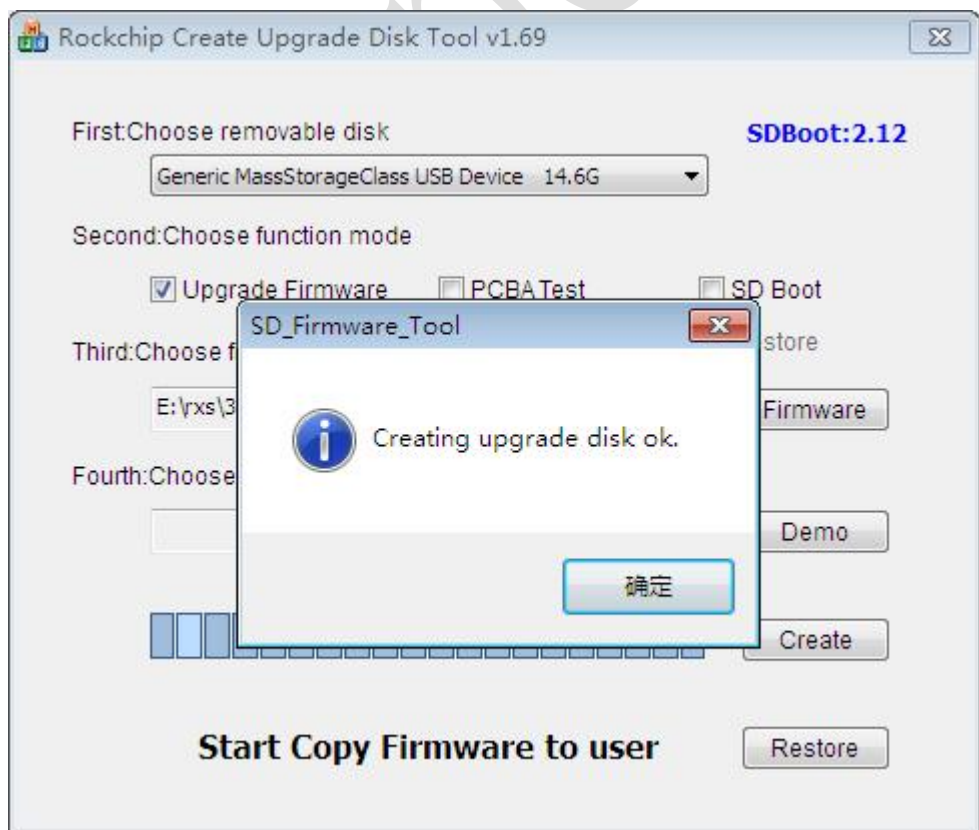 Rockchip Create Upgrade Disk Tool v1.69
First:Choose removable disk
SDBoot:2.12
Generic MassStorageClass USB Device 14.6G
Second:Choose function mode
Upgrade Firmware
PCBA Test
SD Boot
SD_Firmware_Tool
Third:Choose f
store
E:\rxs\3
Firmware
Creating upgrade disk ok.
Fourth:Choose
Demo
确定
Create
Start Copy Firmware to user
Restore